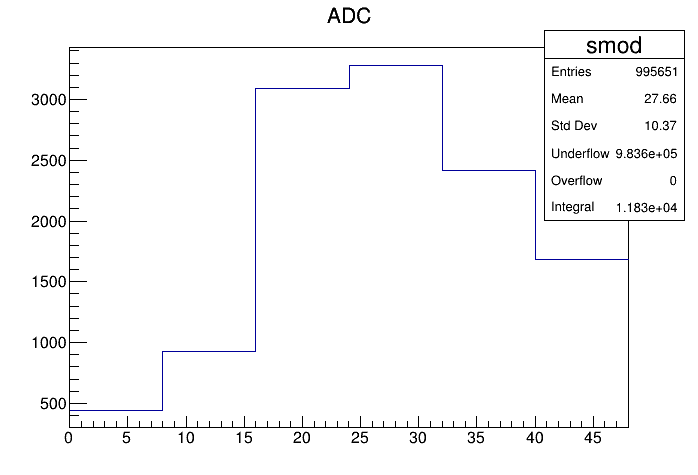 ADC
smod
Entries 995651
Mean 27.66
Std Dev 10.37
Underflow 9.836e+05
Overflow 0
Integral 1.183e+04
3000
2500
2000
1500
1000
500
0 5 10 15 20 25 30 35 40 45